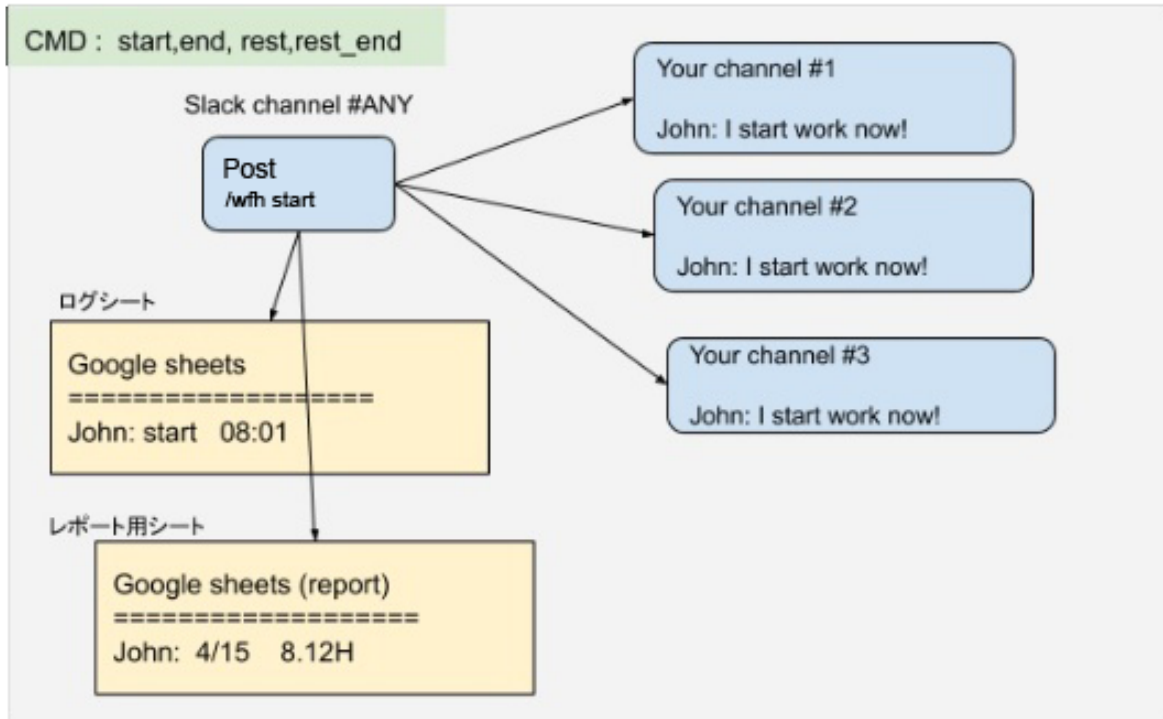 CMD :  start,end, rest,rest_end
Slack channel #ANY
Post
/wfh start
Your channel #1
John: I start work now!
Your channel #2
John: I start work now!
Your channel #3
John: I start work now!
ログシート
Google sheets
===================
John: start   08:01
レポート用シート
Google sheets (report)
===================
John:  4/15    8.12H